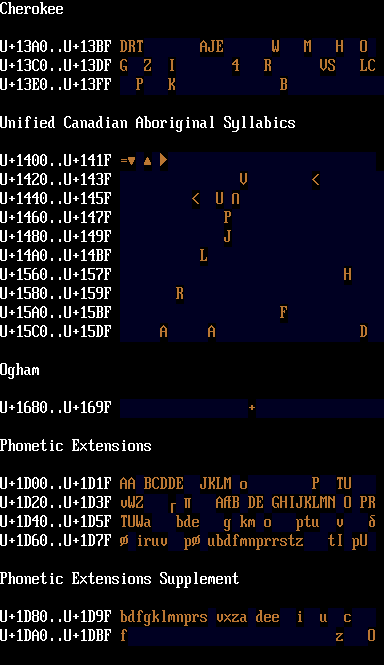 Cherokee
U+13A0..U+13BF DRT       AJE      W   M   H  O
U+13C0..U+13DF G  Z  I       4   R      VS   LC
U+13E0..U+13FF   P   K             B
Unified Canadian Aboriginal Syllabics
U+1400..U+141F =▼ ▲ ►
U+1420..U+143F                V        <
U+1440..U+145F          <  U ∩
U+1460..U+147F              P
U+1480..U+149F              J
U+14A0..U+14BF           L
U+1560..U+157F                             H
U+1580..U+159F        R
U+15A0..U+15BF                     F
U+15C0..U+15DF      A     A                  D
Ogham
U+1680..U+169F                 +
Phonetic Extensions
U+1D00..U+1D1F AA BCDDE  JKLM o        P  TU
U+1D20..U+1D3F vWZ   ┌ π   AÆB DE GHIJKLMN O PR
U+1D40..U+1D5F TUWa   bde   g km o   ptu  v   δ
U+1D60..U+1D7F ø iruv  pø ubdfmnprrstz   tI pU
Phonetic Extensions Supplement
U+1D80..U+1D9F bdfgklmnprs vxza dee  i  u  c
U+1DA0..U+1DBF f                          z   O